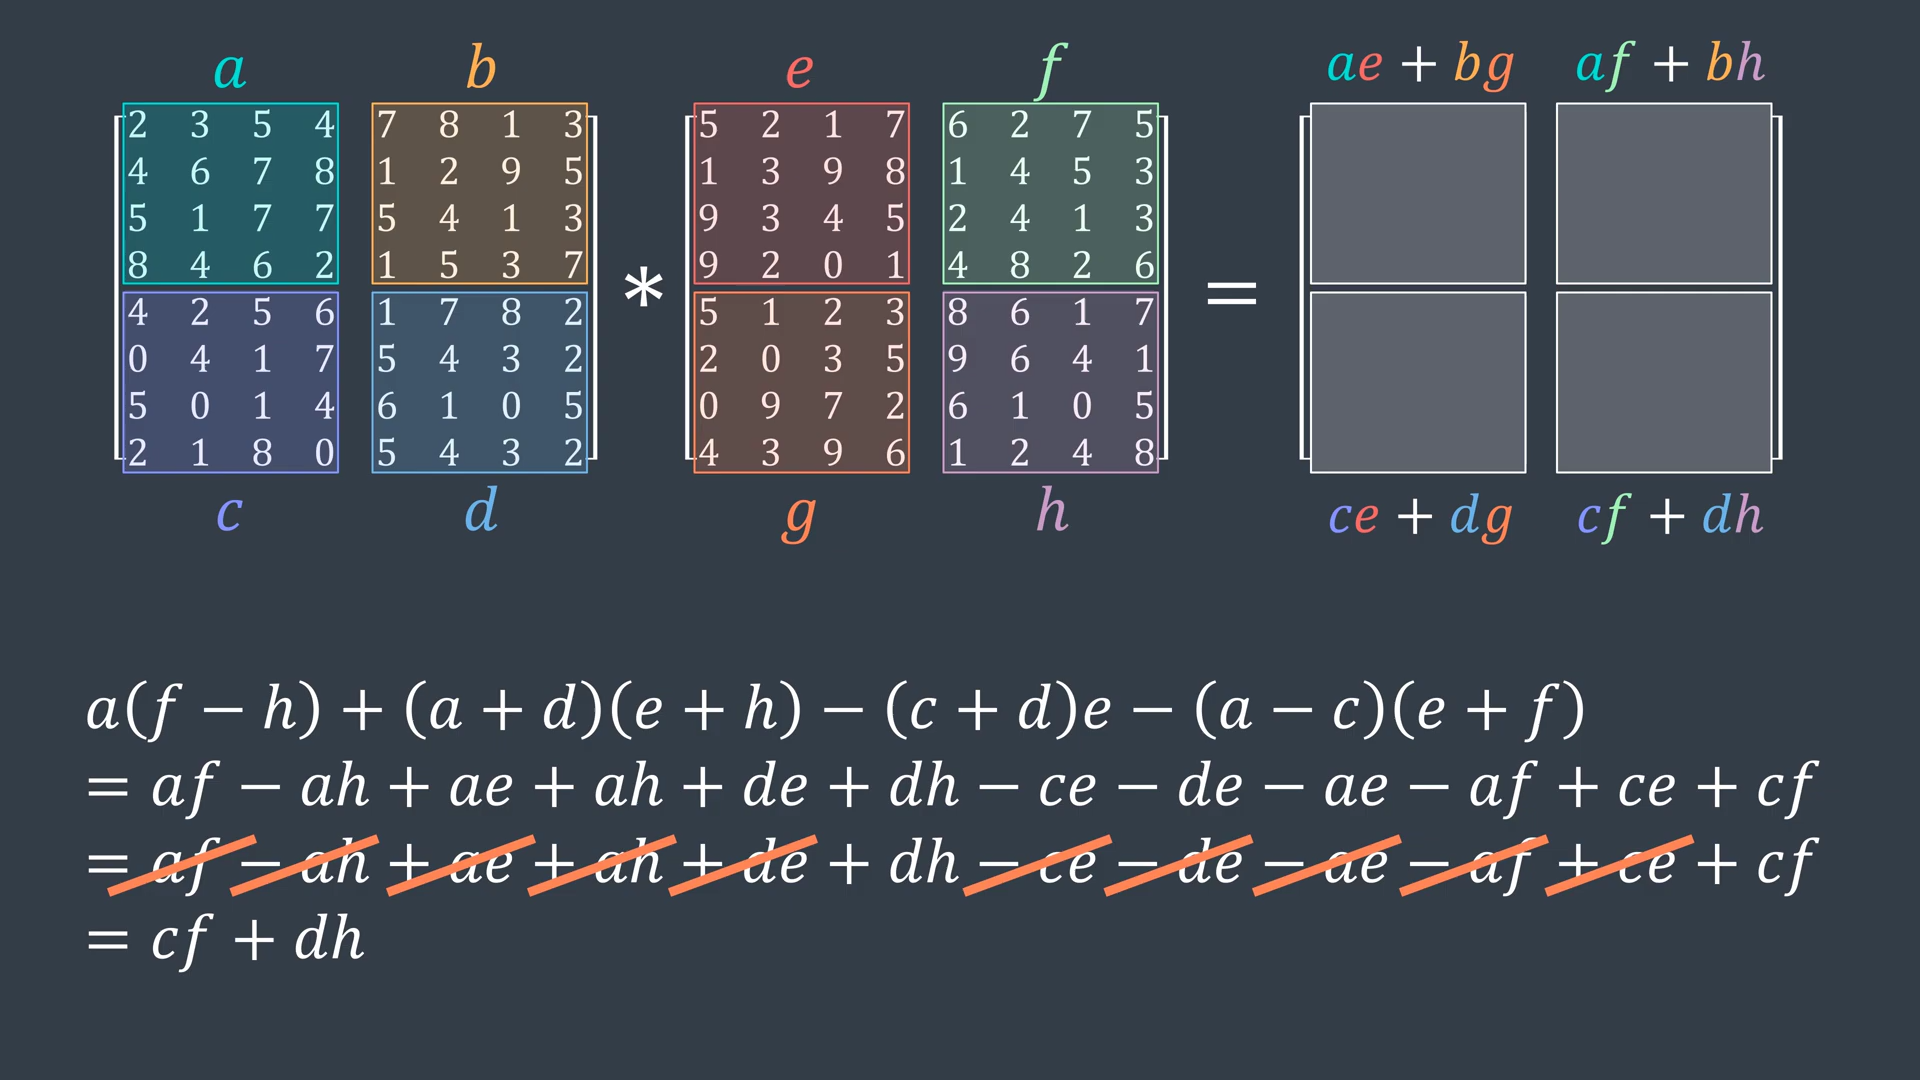 a b e f ae + bg af + bh
2 3 5 4 7 8 1 3 5 2 1 7 6 2 7 5
4 6 7 8 1 2 9 5 1 3 9 8 1 4 5 3
5 1 7 7 5 4 1 3 9 3 4 5 2 4 1 3
8 4 6 2 1 5 3 7 9 2 0 1 4 8 2 6
* =
4 2 5 6 1 7 8 2 5 1 2 3 8 6 1 7
0 4 1 7 5 4 3 2 2 0 3 5 9 6 4 1
5 0 1 4 6 1 0 5 0 9 7 2 6 1 0 5
2 1 8 0 5 4 3 2 4 3 9 6 1 2 4 8
c d g h ce + dg cf + dh
a(f − h) + (a + d)(e + h) − (c + d)e − (a − c)(e + f)
= af − ah + ae + ah + de + dh − ce − de − ae − af + ce + cf
= af − ah + ae + ah + de + dh − ce − de − ae − af + ce + cf
= cf + dh